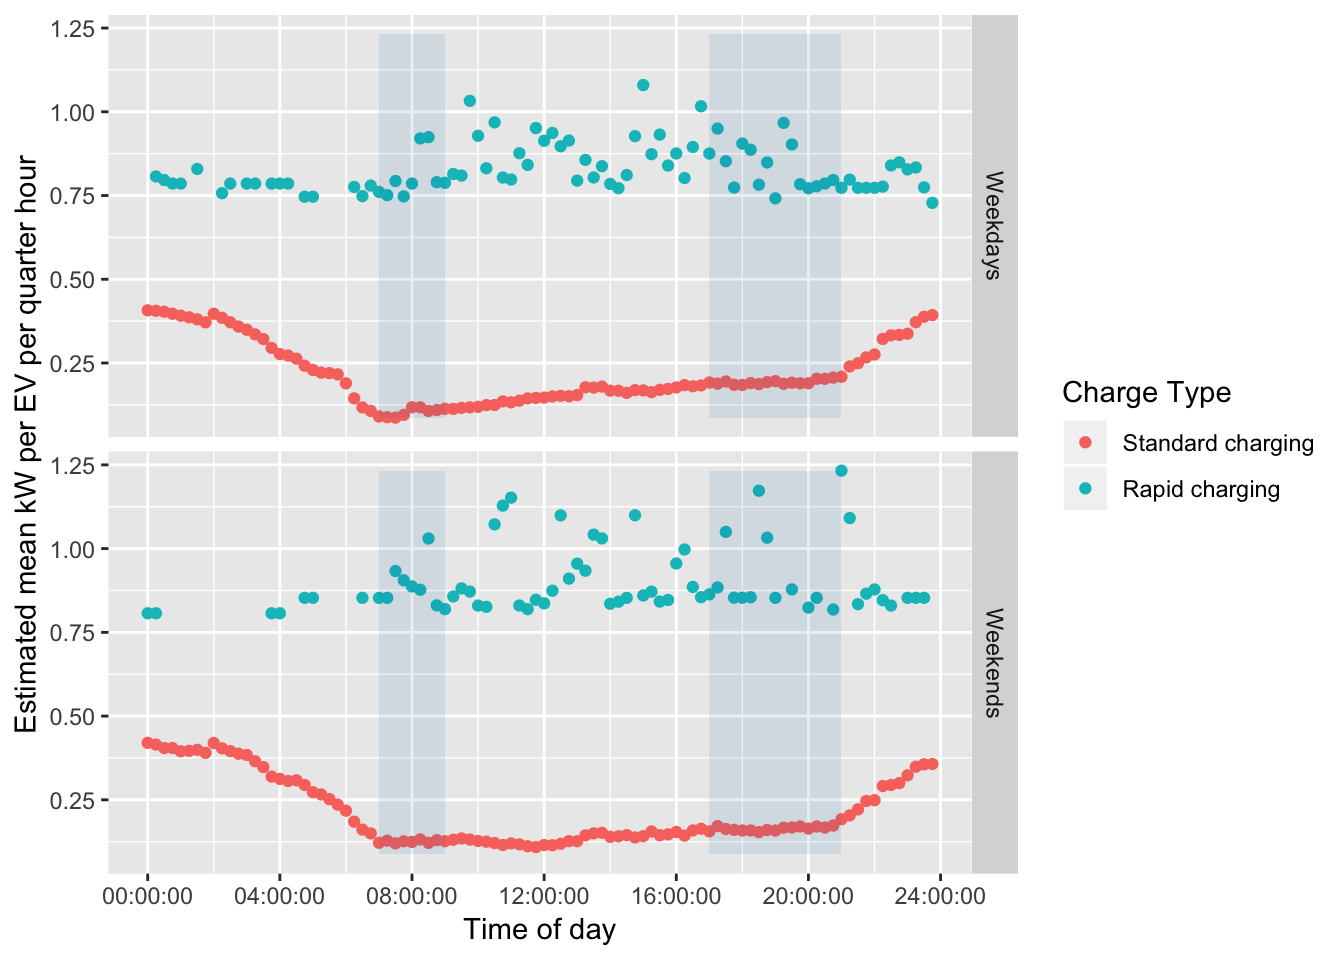 Estimated mean kW per EV per quarter hour
1.25
1.00
0.75
0.50
0.25
Weekdays
1.25
1.00
0.75
0.50
0.25
Weekends
00:00:00 04:00:00 08:00:00 12:00:00 16:00:00 20:00:00 24:00:00
Time of day
Charge Type
Standard charging
Rapid charging